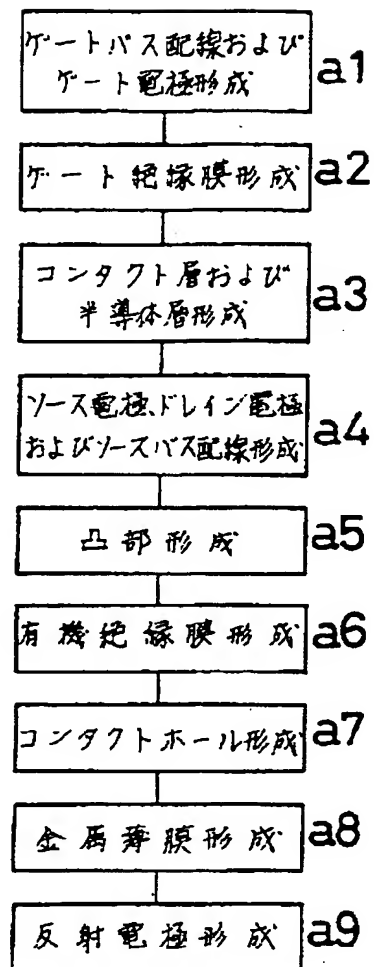 ゲートバス配線および
ゲート電極形成
a1
ゲート絶縁膜形成
a2
コンタクト層および
半導体層形成
a3
ソース電極、ドレイン電極
およびソースバス配線形成
a4
凸部形成
a5
有機絶縁膜形成
a6
コンタクトホール形成
a7
金属薄膜形成
a8
反射電極形成
a9